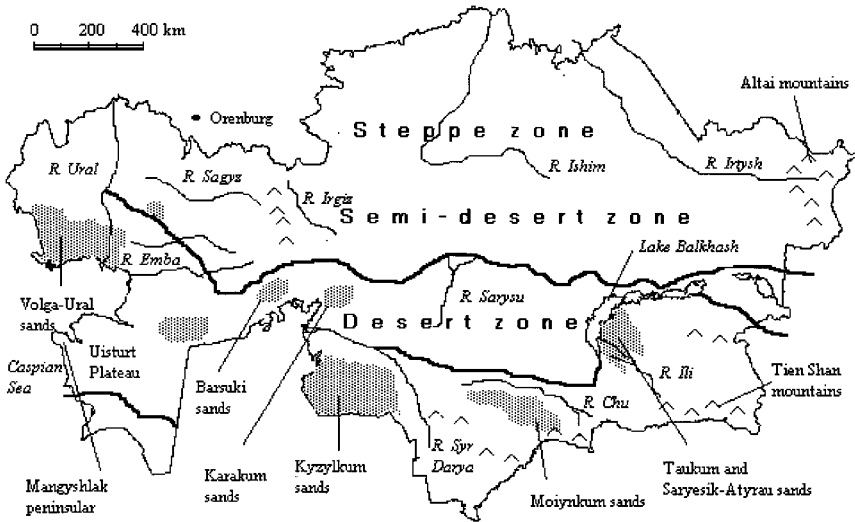 0 200 400 km
Altai mountains
Orenburg
Steppe zone
R. Ural
R. Sagyz
R. Ishim
R. Irtysh
R. Irgiz
Semi-desert zone
Lake Balkhash
R. Emba
R. Sarysu
Volga-Ural
sands
Desert zone
Uisturt
Plateau
Caspian
Sea
Barsuki
sands
R. Ili
Tien Shan
mountains
R. Chu
Karakum
sands
Kyzylkum
sands
R. Syr
Darya
Mangyshlak
peninsular
Moiynkum sands
Taukum and
Saryesik-Atyrau sands